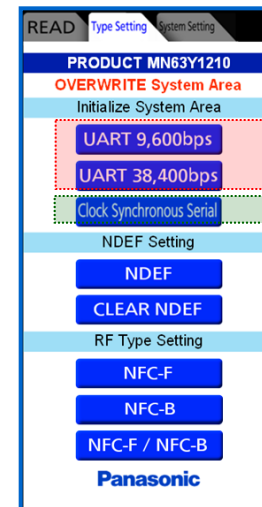 READ Type Setting System Setting
PRODUCT MN63Y1210
OVERWRITE System Area
Initialize System Area
UART 9,600bps
UART 38,400bps
Clock Synchronous Serial
NDEF Setting
NDEF
CLEAR NDEF
RF Type Setting
NFC-F
NFC-B
NFC-F / NFC-B
Panasonic